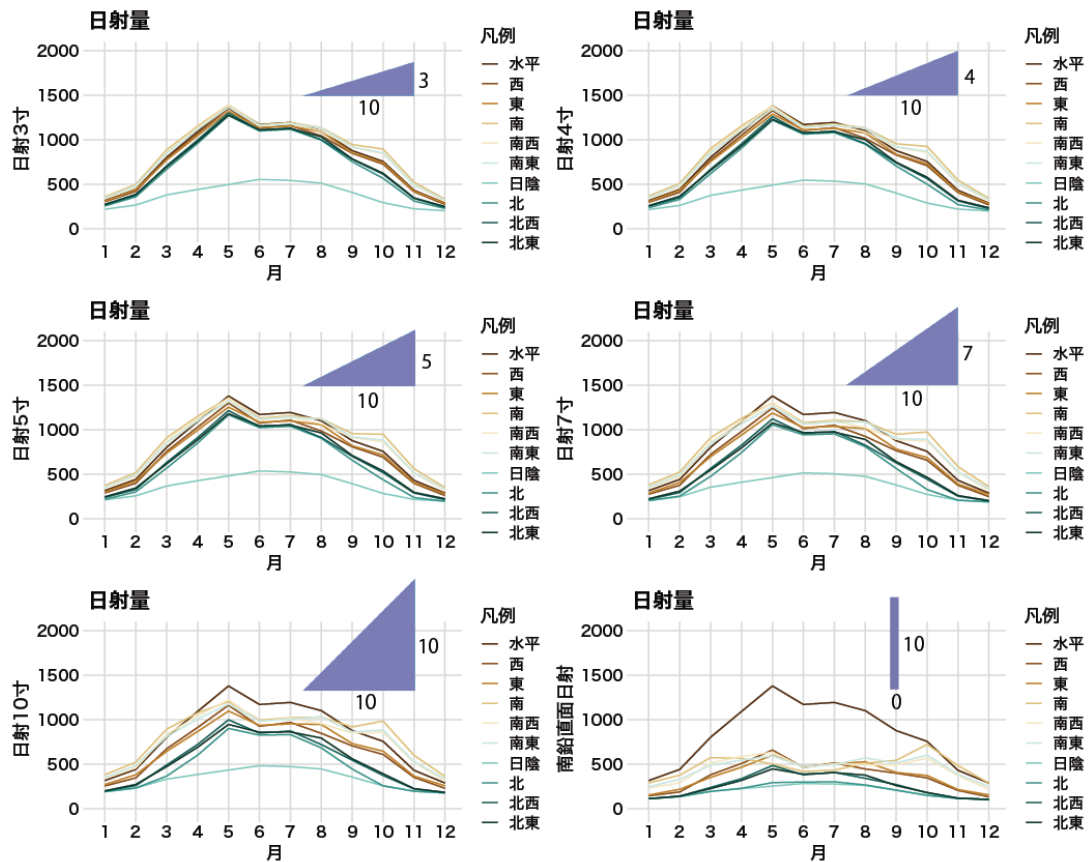 日射量
日射3寸
2000
1500
1000
500
0
1 2 3 4 5 6 7 8 9 10 11 12
月
3
10
凡例
水平
西
東
南
南西
南東
日陰
北
北西
北東
日射量
日射4寸
2000
1500
1000
500
0
1 2 3 4 5 6 7 8 9 10 11 12
月
4
10
凡例
水平
西
東
南
南西
南東
日陰
北
北西
北東
日射量
日射5寸
2000
1500
1000
500
0
1 2 3 4 5 6 7 8 9 10 11 12
月
5
10
凡例
水平
西
東
南
南西
南東
日陰
北
北西
北東
日射量
日射7寸
2000
1500
1000
500
0
1 2 3 4 5 6 7 8 9 10 11 12
月
7
10
凡例
水平
西
東
南
南西
南東
日陰
北
北西
北東
日射量
日射10寸
2000
1500
1000
500
0
1 2 3 4 5 6 7 8 9 10 11 12
月
10
10
凡例
水平
西
東
南
南西
南東
日陰
北
北西
北東
日射量
南鉛直面日射
2000
1500
1000
500
0
1 2 3 4 5 6 7 8 9 10 11 12
月
10
0
凡例
水平
西
東
南
南西
南東
日陰
北
北西
北東